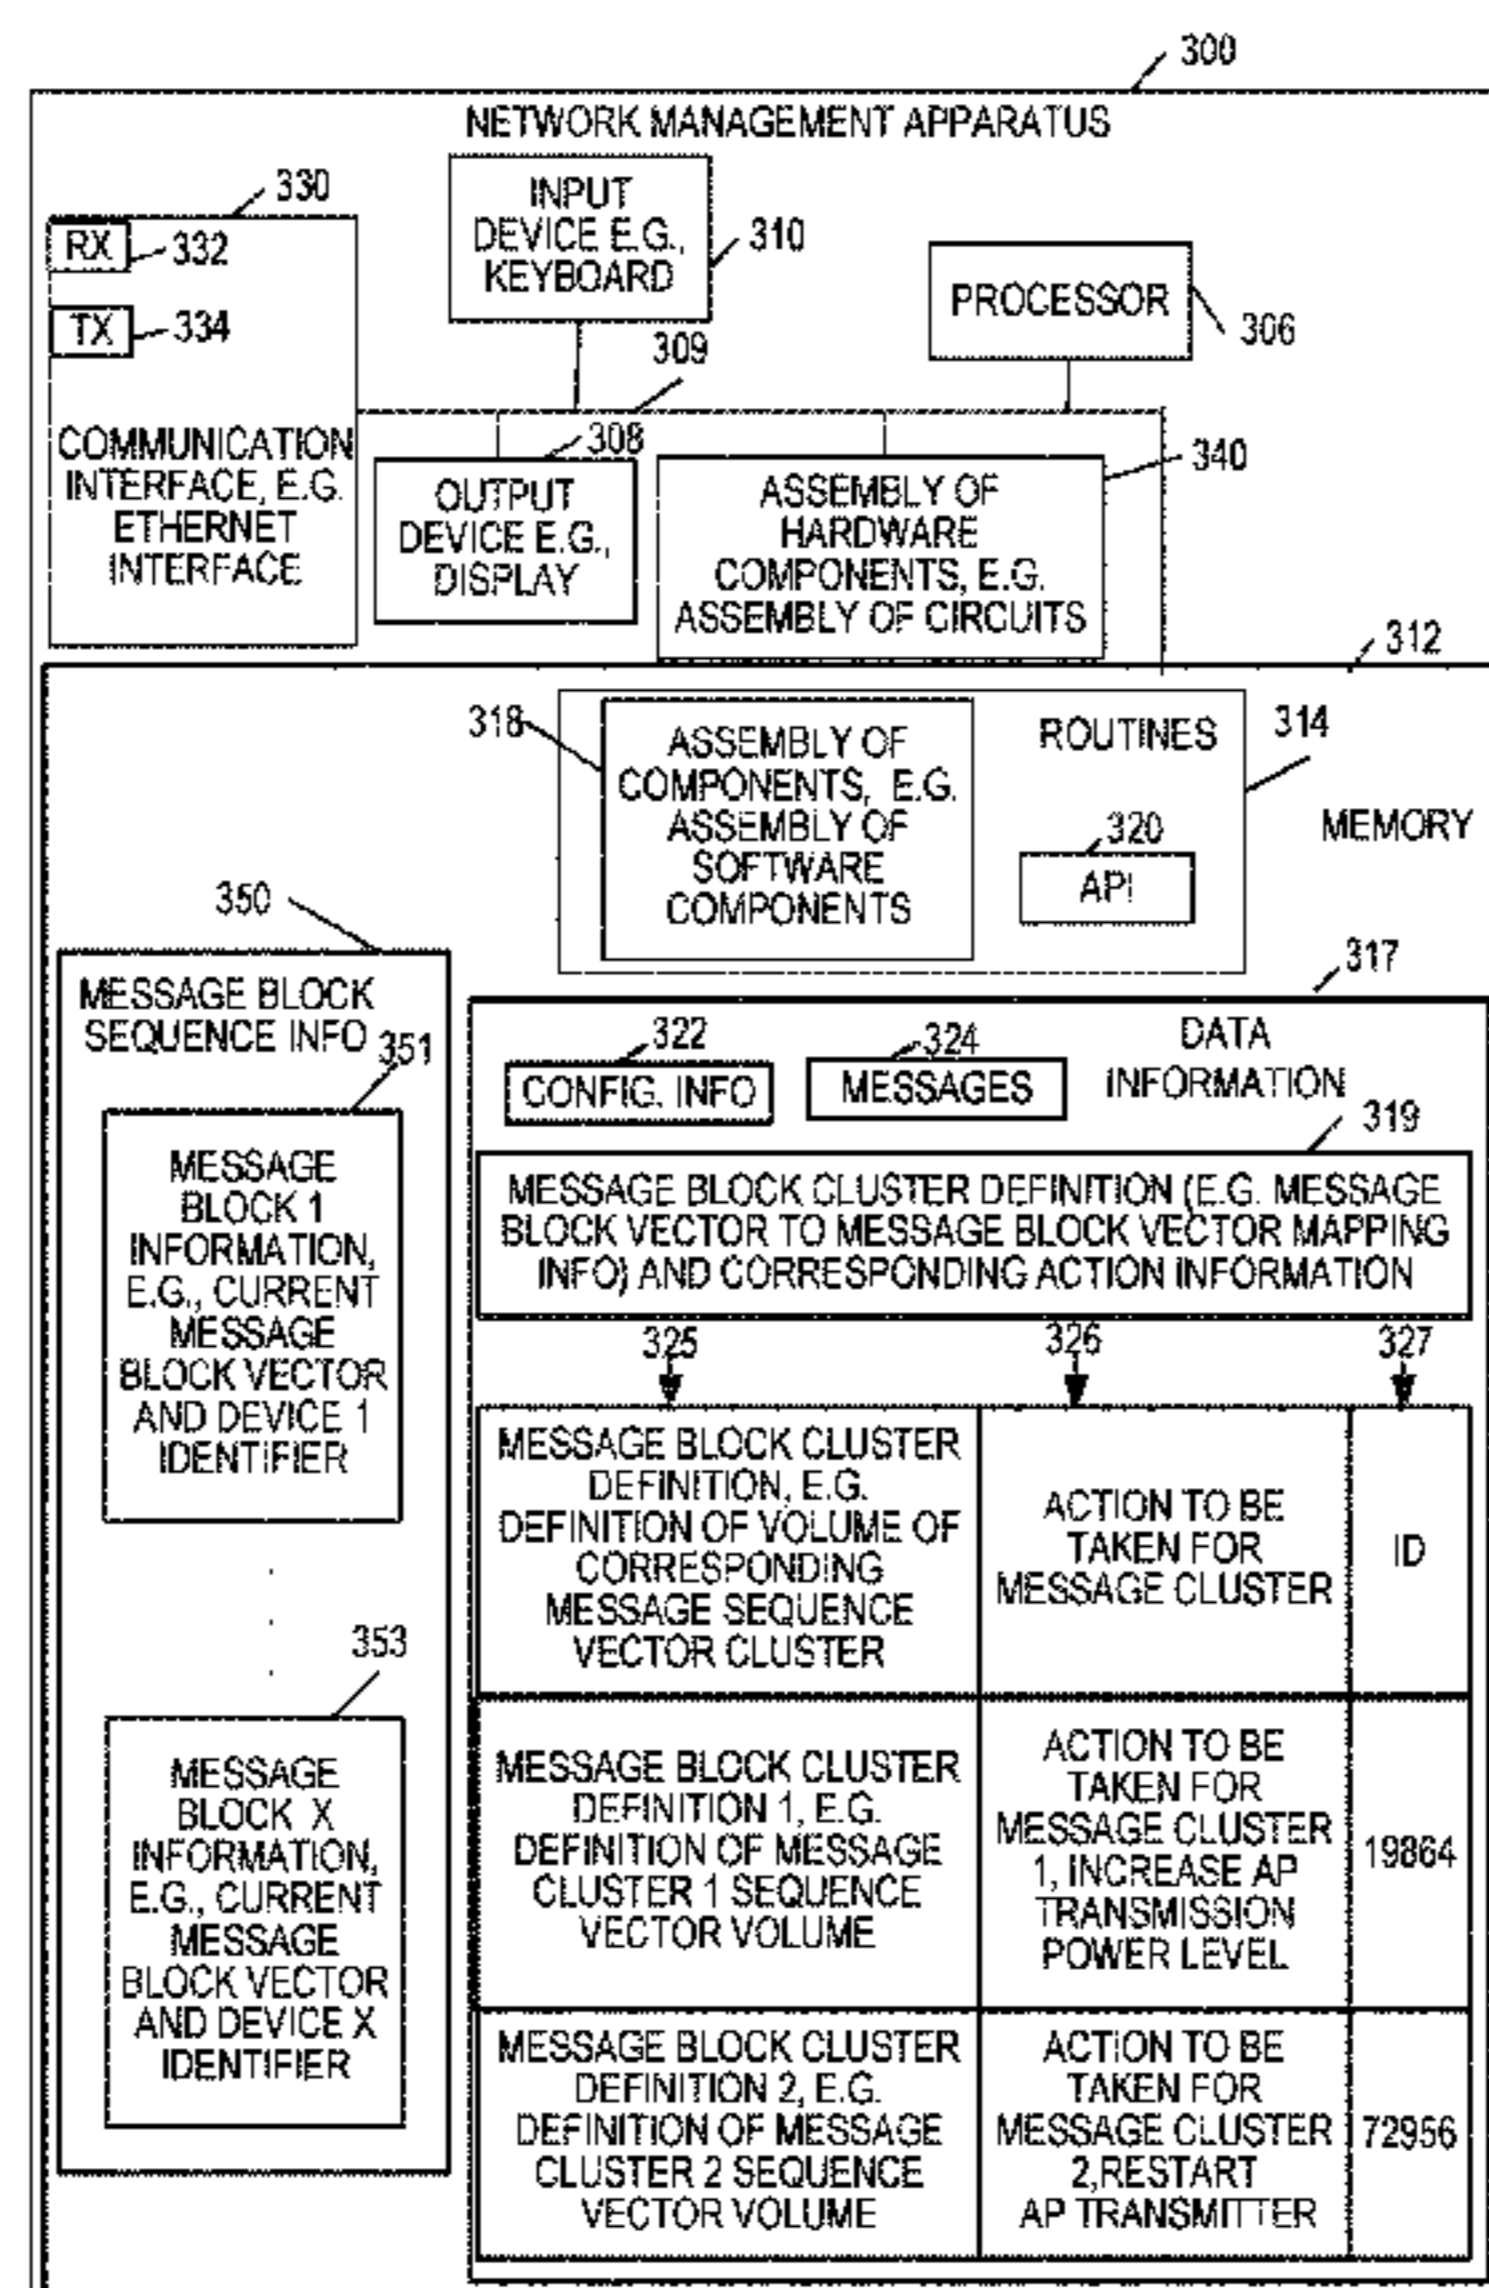 300
NETWORK MANAGEMENT APPARATUS
330
RX
332
TX
334
COMMUNICATION
INTERFACE, E.G.
ETHERNET
INTERFACE
INPUT
DEVICE E.G.,
KEYBOARD
310
PROCESSOR
306
309
308
OUTPUT
DEVICE E.G.,
DISPLAY
340
ASSEMBLY OF
HARDWARE
COMPONENTS, E.G.
ASSEMBLY OF CIRCUITS
312
318
ASSEMBLY OF
COMPONENTS, E.G.
ASSEMBLY OF
SOFTWARE
COMPONENTS
ROUTINES
314
320
API
MEMORY
350
MESSAGE BLOCK
SEQUENCE INFO
351
MESSAGE
BLOCK 1
INFORMATION,
E.G., CURRENT
MESSAGE
BLOCK VECTOR
AND DEVICE 1
IDENTIFIER
353
MESSAGE
BLOCK X
INFORMATION,
E.G., CURRENT
MESSAGE
BLOCK VECTOR
AND DEVICE X
IDENTIFIER
317
322
CONFIG. INFO
324
MESSAGES
DATA
INFORMATION
319
MESSAGE BLOCK CLUSTER DEFINITION (E.G. MESSAGE
BLOCK VECTOR TO MESSAGE BLOCK VECTOR MAPPING
INFO) AND CORRESPONDING ACTION INFORMATION
325
326
327
MESSAGE BLOCK CLUSTER
DEFINITION, E.G.
DEFINITION OF VOLUME OF
CORRESPONDING
MESSAGE SEQUENCE
VECTOR CLUSTER
ACTION TO BE
TAKEN FOR
MESSAGE CLUSTER
ID
MESSAGE BLOCK CLUSTER
DEFINITION 1, E.G.
DEFINITION OF MESSAGE
CLUSTER 1 SEQUENCE
VECTOR VOLUME
ACTION TO BE
TAKEN FOR
MESSAGE CLUSTER
1, INCREASE AP
TRANSMISSION
POWER LEVEL
19864
MESSAGE BLOCK CLUSTER
DEFINITION 2, E.G.
DEFINITION OF MESSAGE
CLUSTER 2 SEQUENCE
VECTOR VOLUME
ACTION TO BE
TAKEN FOR
MESSAGE CLUSTER
2,RESTART
AP TRANSMITTER
72956